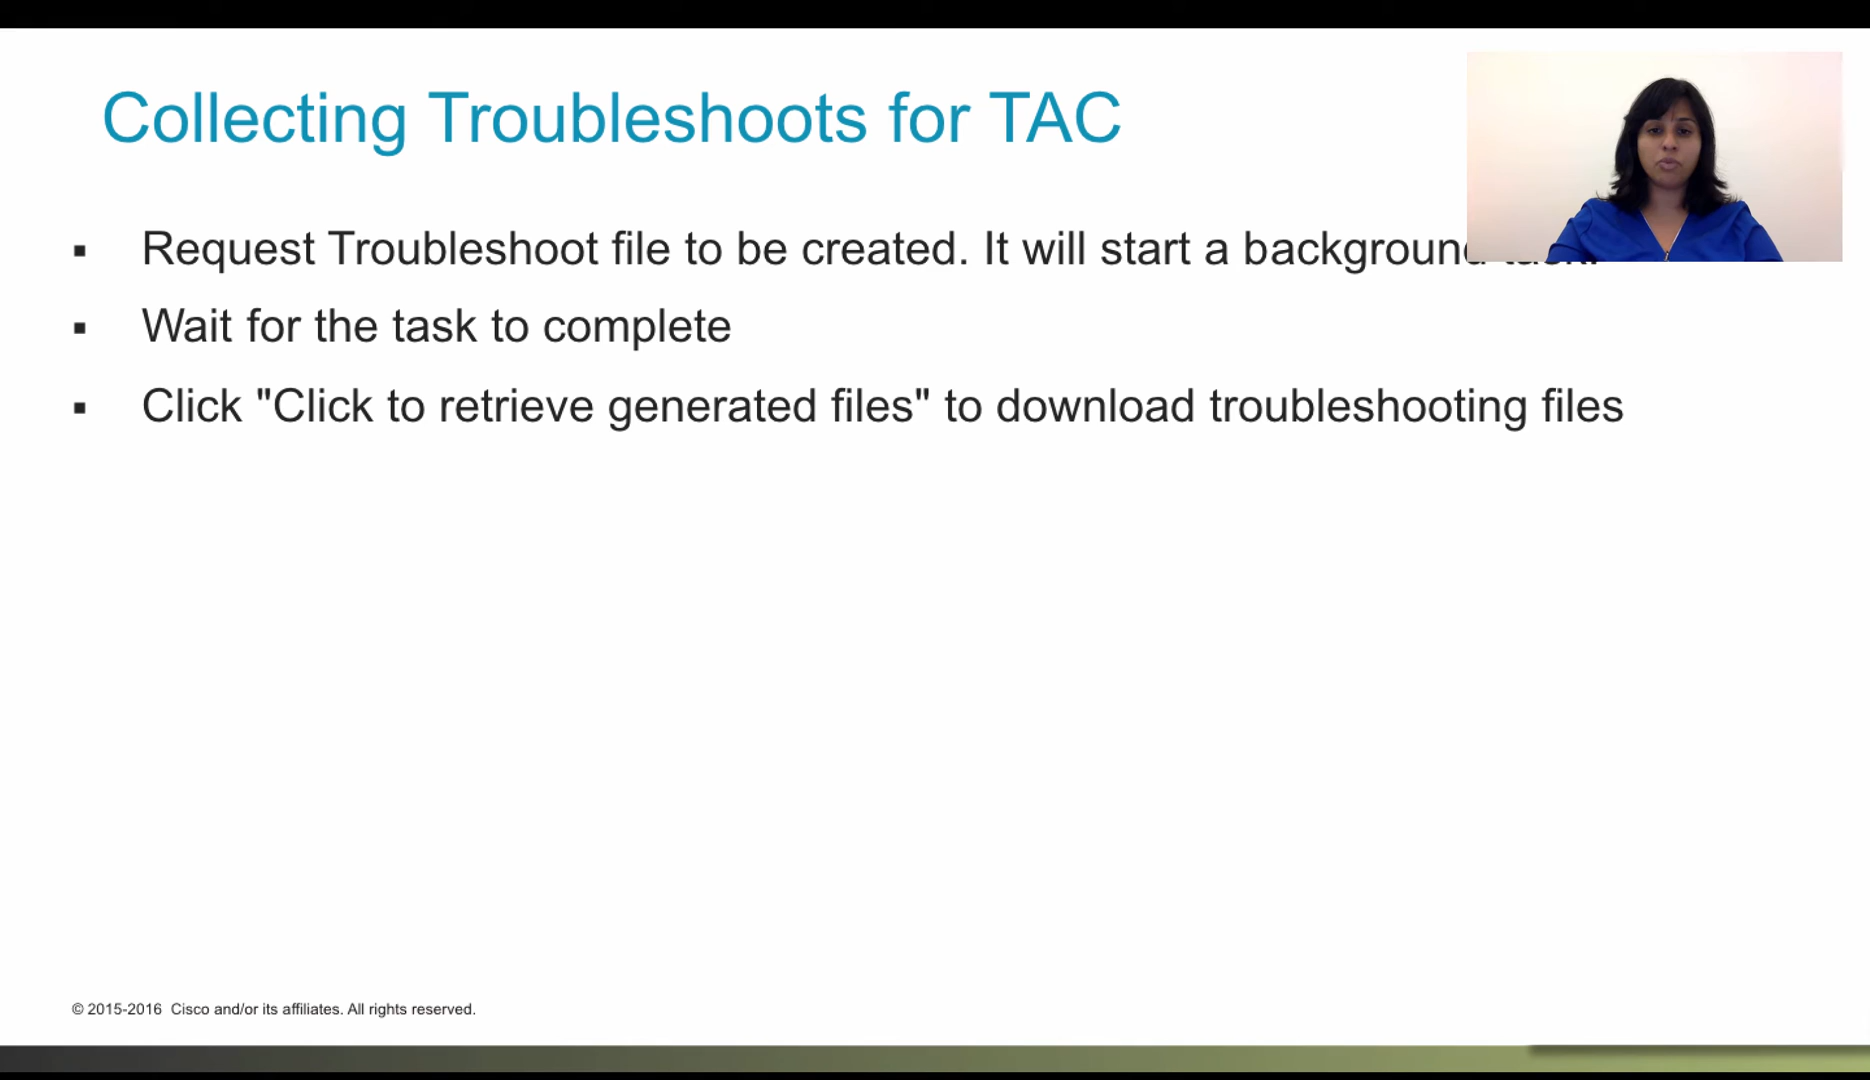 Collecting Troubleshoots for TAC
▪ Request Troubleshoot file to be created. It will start a background task.
▪ Wait for the task to complete
▪ Click "Click to retrieve generated files" to download troubleshooting files
© 2015-2016 Cisco and/or its affiliates. All rights reserved.